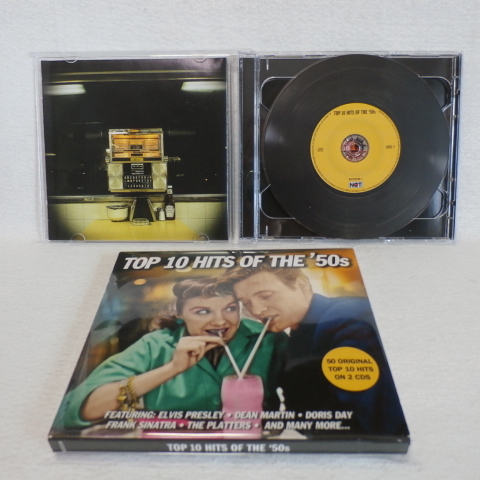 TOP 10 HITS OF THE '50s
NOT
TOP 10 HITS OF THE '50s
50 ORIGINAL
TOP 10 HITS
ON 2 CDS
FEATURING: ELVIS PRESLEY • DEAN MARTIN • DORIS DAY
FRANK SINATRA • THE PLATTERS • AND MANY MORE...
TOP 10 HITS OF THE '50s